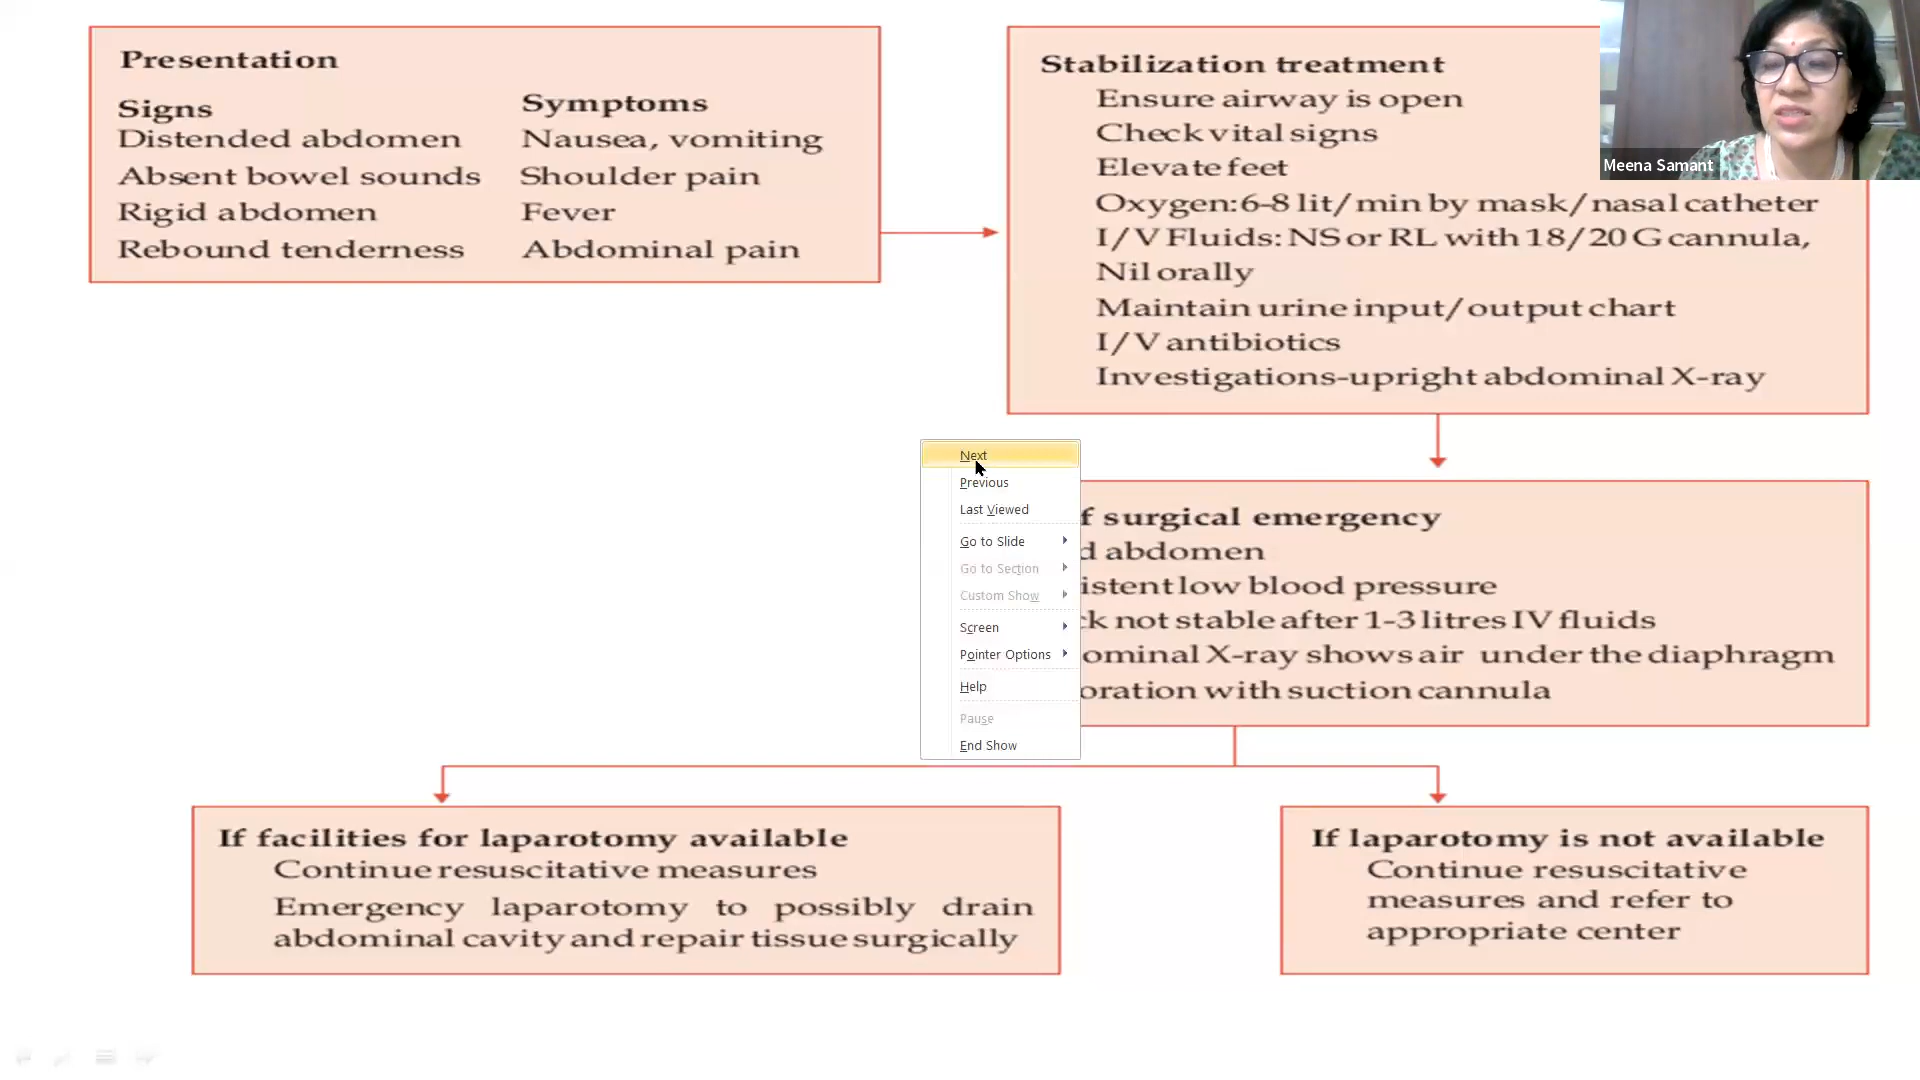 Presentation
Signs
Distended abdomen
Absent bowel sounds
Rigid abdomen
Rebound tenderness
Symptoms
Nausea, vomiting
Shoulder pain
Fever
Abdominal pain
Stabilization treatment
Ensure airway is open
Check vital signs
Elevate feet
Oxygen:6-8 lit/min by mask/nasal catheter
I/V Fluids: NS or RL with 18/20 G cannula,
Nil orally
Maintain urine input/output chart
I/V antibiotics
Investigations-upright abdominal X-ray
Meena Samant
Next
Previous
Last Viewed
Go to Slide
Go to Section
Custom Show
Screen
Pointer Options
Help
Pause
End Show
surgical emergency
abdomen
low blood pressure
not stable after 1-3 litres IV fluids
X-ray shows air under the diaphragm
with suction cannula
If facilities for laparotomy available
Continue resuscitative measures
Emergency laparotomy to possibly drain
abdominal cavity and repair tissue surgically
If laparotomy is not available
Continue resuscitative
measures and refer to
appropriate center